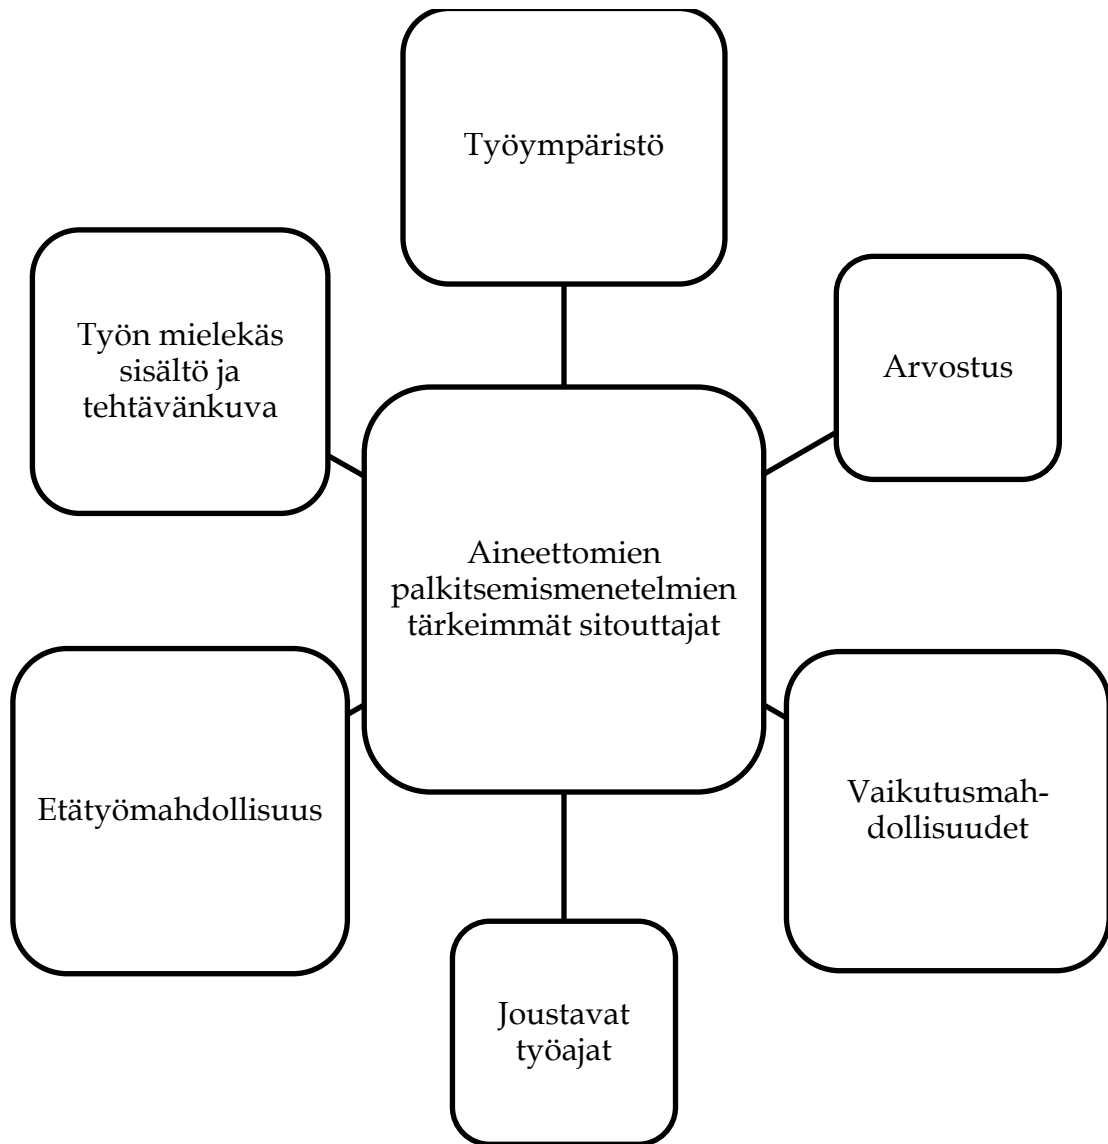 Työympäristö
Työn mielekäs
sisältö ja
tehtävänkuva
Arvostus
Aineettomien
palkitsemismenetelmien
tärkeimmät sitouttajat
Etätyömahdollisuus
Vaikutusmah-
dollisuudet
Joustavat
työajat